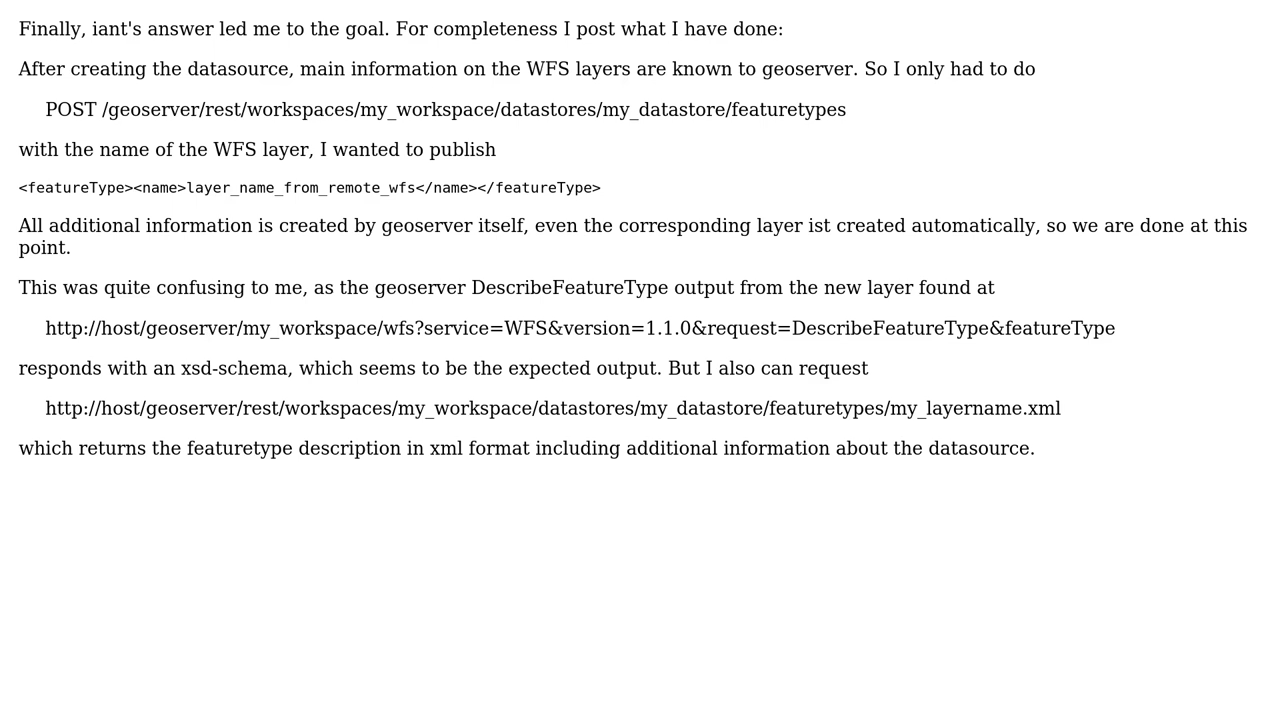 Finally, iant's answer led me to the goal. For completeness I post what I have done:
After creating the datasource, main information on the WFS layers are known to geoserver. So I only had to do
POST /geoserver/rest/workspaces/my_workspace/datastores/my_datastore/featuretypes
with the name of the WFS layer, I wanted to publish
<featureType><name>layer_name_from_remote_wfs</name></featureType>
All additional information is created by geoserver itself, even the corresponding layer ist created automatically, so we are done at this
point.
This was quite confusing to me, as the geoserver DescribeFeatureType output from the new layer found at
http://host/geoserver/my_workspace/wfs?service=WFS&version=1.1.0&request=DescribeFeatureType&featureType
responds with an xsd-schema, which seems to be the expected output. But I also can request
http://host/geoserver/rest/workspaces/my_workspace/datastores/my_datastore/featuretypes/my_layername.xml
which returns the featuretype description in xml format including additional information about the datasource.